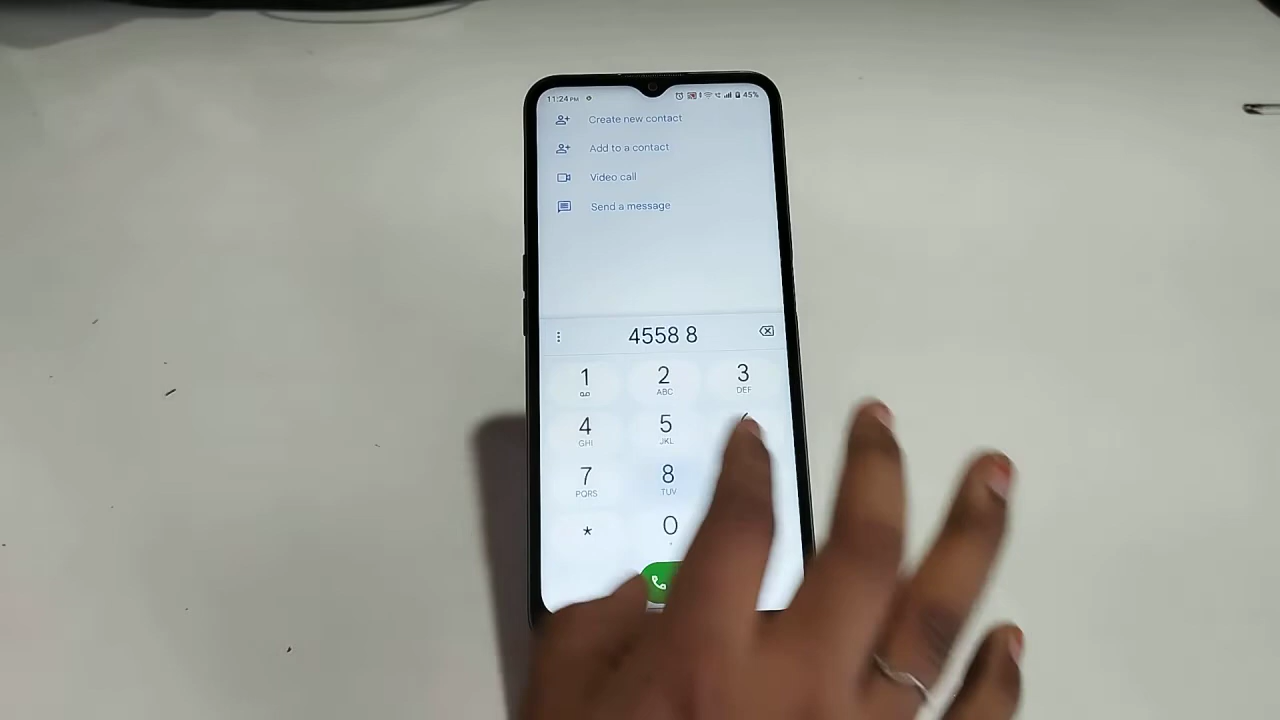 11:24 PM 45%
Create new contact
Add to a contact
Video call
Send a message
4558 8
1 2 3
ABC DEF
4 5
GHI JKL
7 8
PQRS TUV
* 0
+